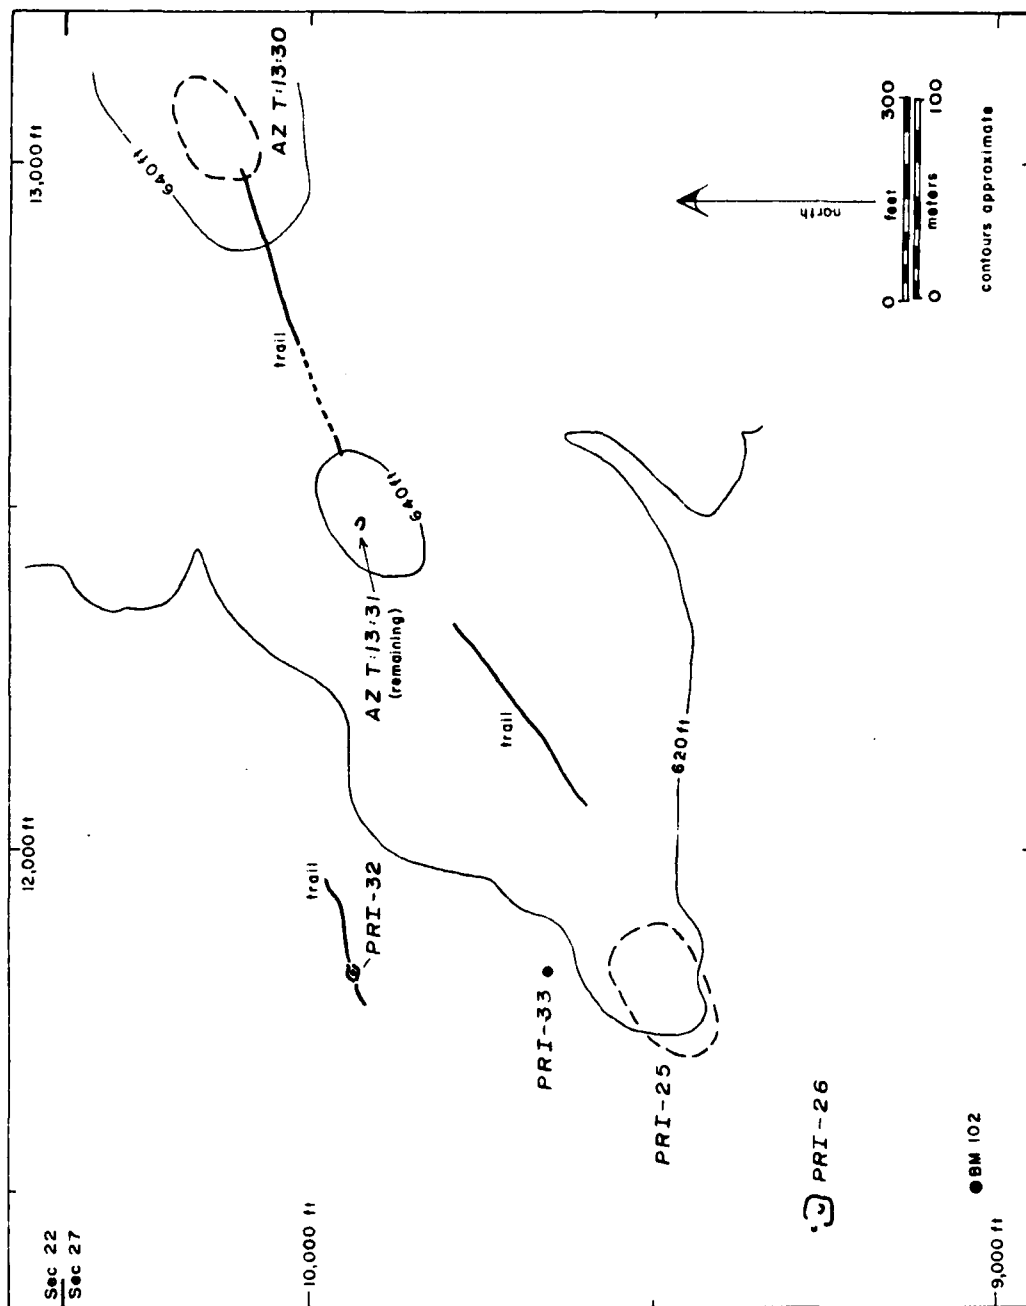 Sec 22
Sec 27
12,000 ft
13,000 ft
10,000 ft
9,000 ft
640 ft
AZ T:13:30
trail
640 ft
AZ T:13:31
(remaining)
trail
trail
PRI-32
PRI-33
620 ft
PRI-25
PRI-26
BM 102
north
0 feet 300
0 meters 100
contours approximate